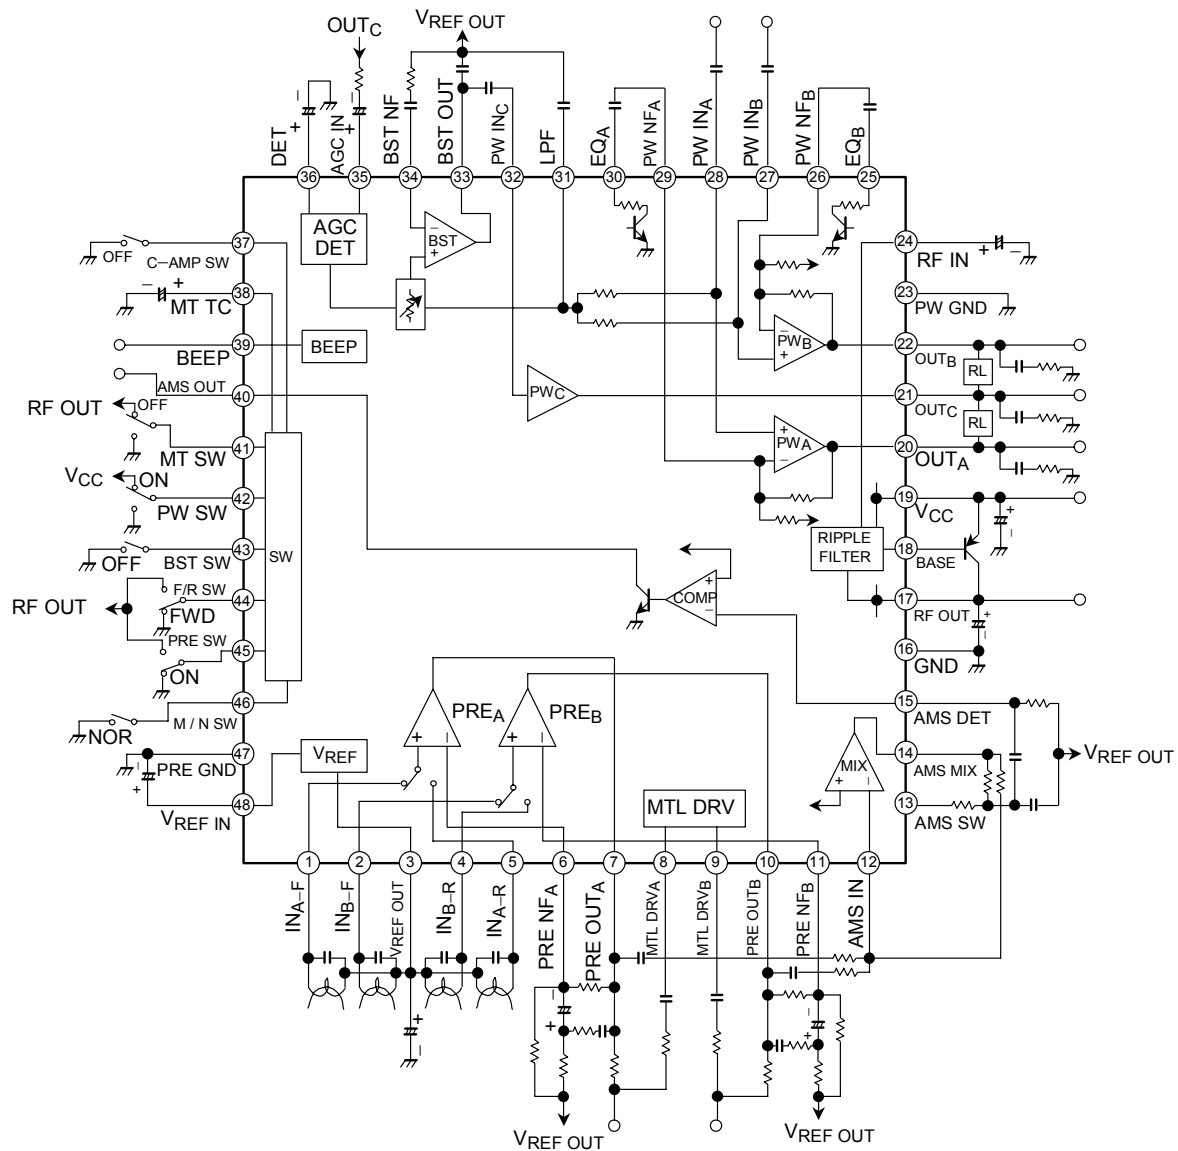 OUTC
VREF OUT
DET
AGC IN
BST NF
BST OUT
PW INC
LPF
EQA
PW NFA
PW INA
PW INB
PW NFB
EQB
+
−
+
−
36
35
34
33
32
31
30
29
28
27
26
25
AGC DET
BST
−
+
37
OFF
C−AMP SW
38
−
+
MT TC
39
BEEP
BEEP
40
AMS OUT
RF OUT
OFF
41
MT SW
VCC
ON
42
PW SW
43
OFF
BST SW
F/R SW
44
RF OUT
FWD
PRE SW
45
ON
46
NOR
M / N SW
47
PRE GND
−
+
48
VREF IN
SW
VREF
24
RF IN
+
−
23
PW GND
PWB
−
+
22
OUTB
RL
PWC
21
OUTC
RL
PWA
+
−
20
OUTA
19
VCC
+
−
RIPPLE FILTER
18
BASE
17
RF OUT
+
−
16
GND
COMP
+
−
15
AMS DET
VREF OUT
14
AMS MIX
13
AMS SW
MIX
+
−
PREA
+
−
PREB
+
−
MTL DRV
1
2
3
4
5
6
7
8
9
10
11
12
INA−F
INB−F
VREF OUT
INB−R
INA−R
PRE NFA
PRE OUTA
MTL DRVA
MTL DRVB
PRE OUTB
PRE NFB
AMS IN
+
−
−
+
−
+
VREF OUT
VREF OUT